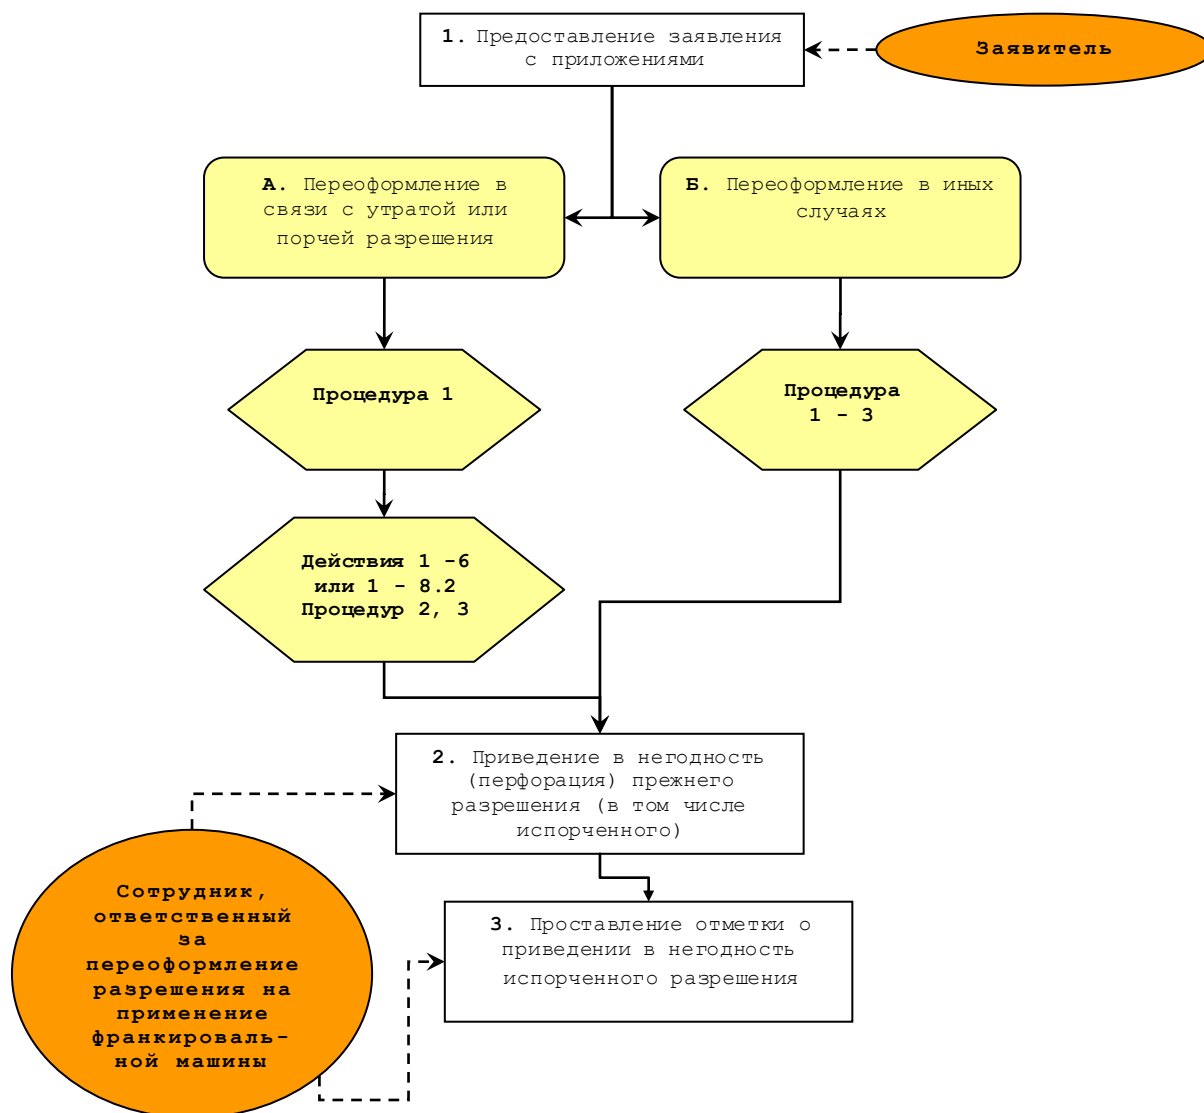 1. Предоставление заявления
с приложениями
Заявитель
А. Переоформление в
связи с утратой или
порчей разрешения
Б. Переоформление в иных
случаях
Процедура 1
Процедура
1 - 3
Действия 1 -6
или 1 - 8.2
Процедур 2, 3
2. Приведение в негодность
(перфорация) прежнего
разрешения (в том числе
испорченного)
Сотрудник,
ответственный
за
переоформление
разрешения на
применение
франкироваль-
ной машины
3. Проставление отметки о
приведении в негодность
испорченного разрешения